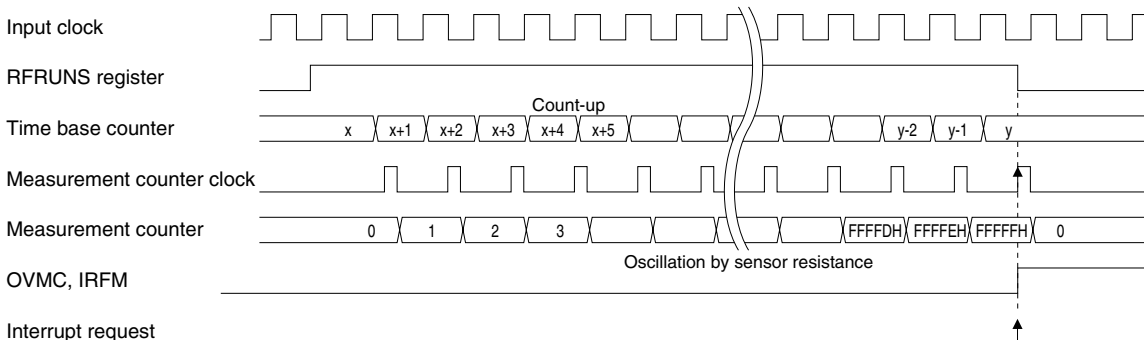 Input clock
RFRUNS register
Count-up
Time base counter x x+1 x+2 x+3 x+4 x+5 y-2 y-1 y
Measurement counter clock
Measurement counter 0 1 2 3 FFFFDH FFFFEH FFFFFH 0
Oscillation by sensor resistance
OVMC, IRFM
Interrupt request